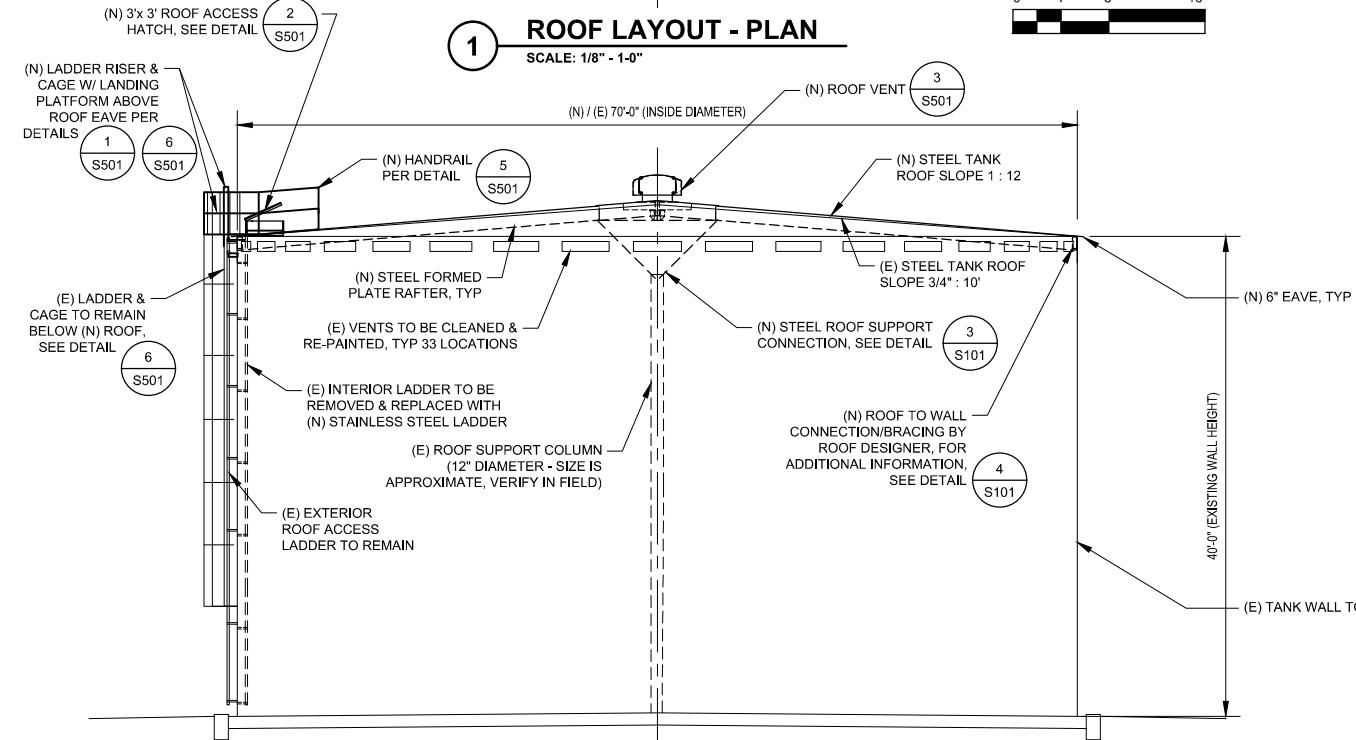 (N) 3'x 3' ROOF ACCESS
HATCH, SEE DETAIL
2
S501
1
ROOF LAYOUT - PLAN
SCALE: 1/8" - 1-0"
(N) LADDER RISER &
CAGE W/ LANDING
PLATFORM ABOVE
ROOF EAVE PER
DETAILS
1
S501
6
S501
(N) ROOF VENT
3
S501
(N) / (E) 70'-0" (INSIDE DIAMETER)
(N) HANDRAIL
PER DETAIL
5
S501
(N) STEEL TANK
ROOF SLOPE 1 : 12
(N) STEEL FORMED
PLATE RAFTER, TYP
(E) STEEL TANK ROOF
SLOPE 3/4" : 10'
(N) 6" EAVE, TYP
(E) LADDER &
CAGE TO REMAIN
BELOW (N) ROOF,
SEE DETAIL
6
S501
(E) VENTS TO BE CLEANED &
RE-PAINTED, TYP 33 LOCATIONS
(N) STEEL ROOF SUPPORT
CONNECTION, SEE DETAIL
3
S101
(E) INTERIOR LADDER TO BE
REMOVED & REPLACED WITH
(N) STAINLESS STEEL LADDER
(E) ROOF SUPPORT COLUMN
(12" DIAMETER - SIZE IS
APPROXIMATE, VERIFY IN FIELD)
(N) ROOF TO WALL
CONNECTION/BRACING BY
ROOF DESIGNER, FOR
ADDITIONAL INFORMATION,
SEE DETAIL
4
S101
40'-0" (EXISTING WALL HEIGHT)
(E) EXTERIOR
ROOF ACCESS
LADDER TO REMAIN
(E) TANK WALL